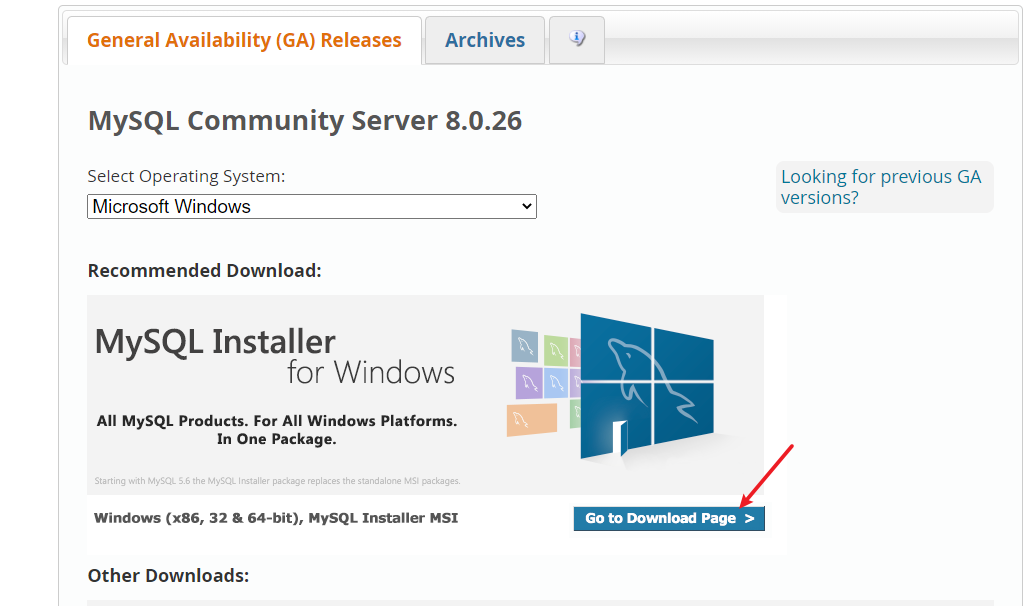 General Availability (GA) Releases
Archives
MySQL Community Server 8.0.26
Select Operating System:
Looking for previous GA
versions?
Microsoft Windows
Recommended Download:
MySQL Installer
for Windows
All MySQL Products. For All Windows Platforms.
In One Package.
Starting with MySQL 5.6 the MySQL Installer package replaces the standalone MSI packages.
Windows (x86, 32 & 64-bit), MySQL Installer MSI
Go to Download Page >
Other Downloads: